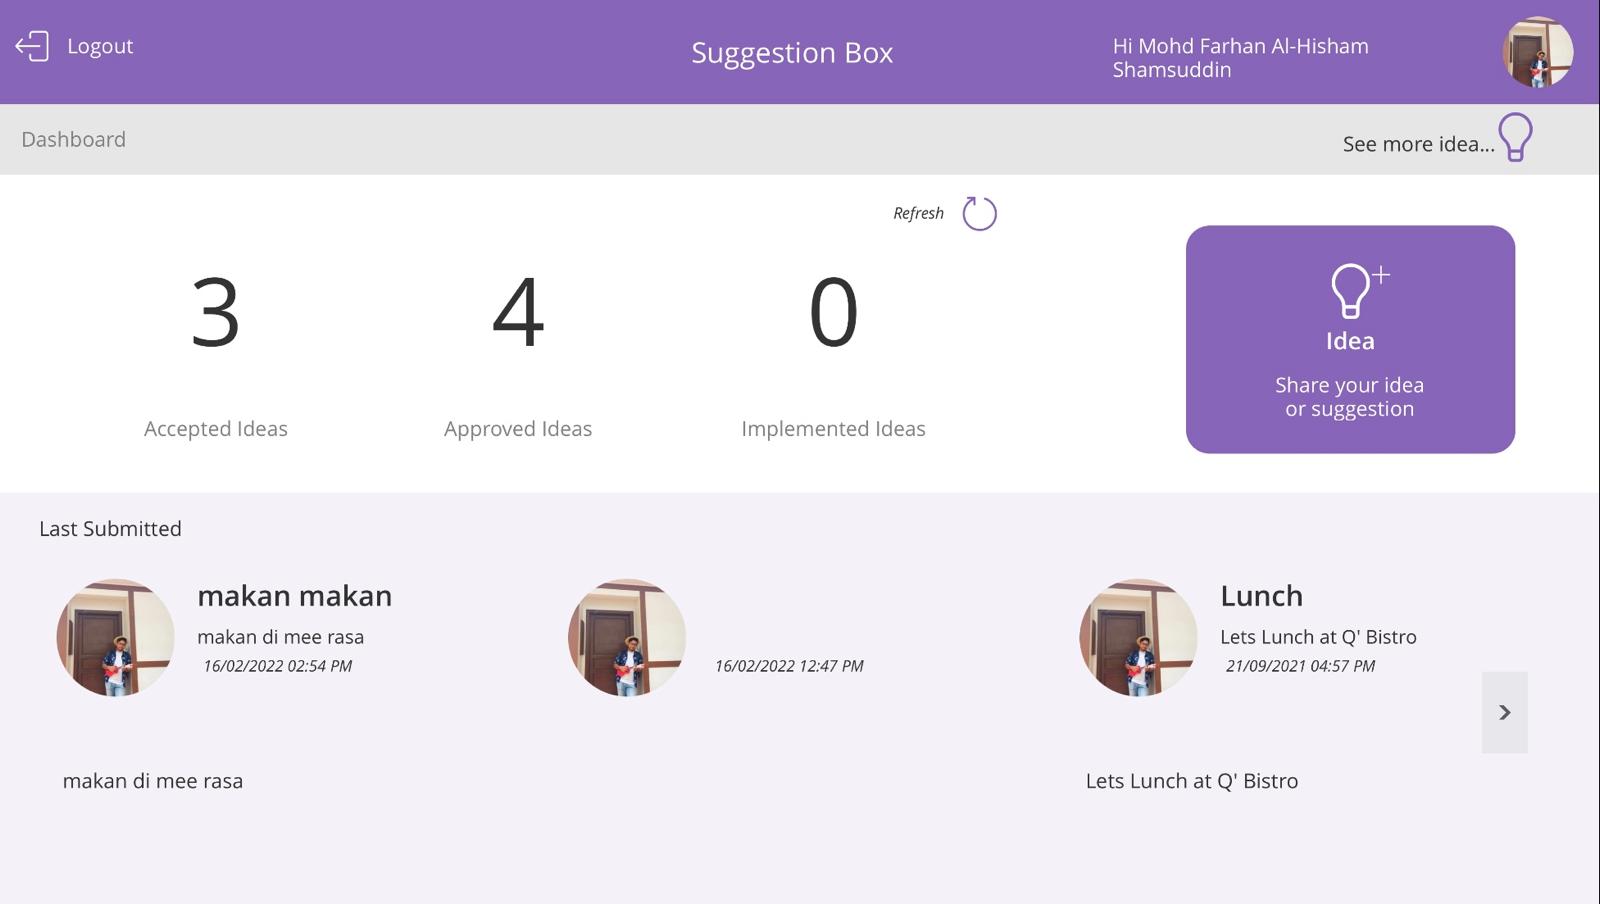 Logout
Suggestion Box
Hi Mohd Farhan Al-Hisham
Shamsuddin
Dashboard
See more idea...
Refresh
3
4
0
Accepted Ideas
Approved Ideas
Implemented Ideas
Idea
Share your idea
or suggestion
Last Submitted
makan makan
makan di mee rasa
16/02/2022 02:54 PM
16/02/2022 12:47 PM
Lunch
Lets Lunch at Q' Bistro
21/09/2021 04:57 PM
makan di mee rasa
Lets Lunch at Q' Bistro